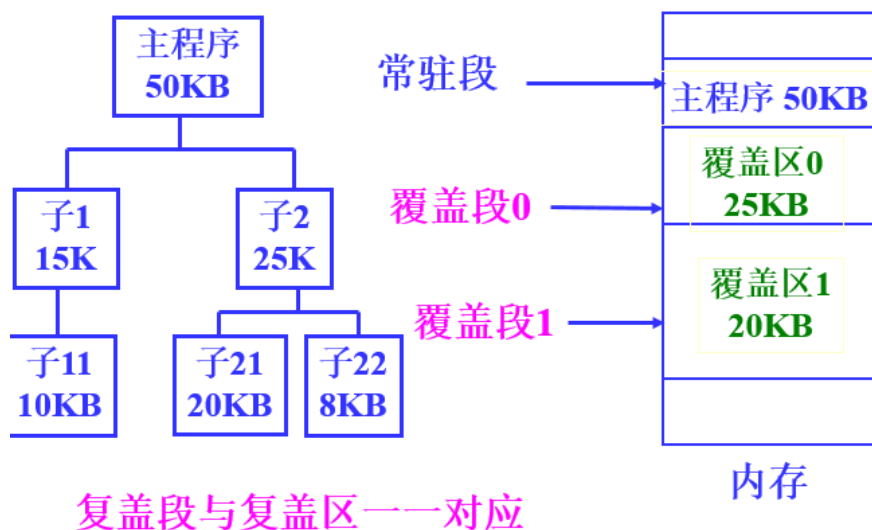 主程序
50KB
子1
15K
子2
25K
子11
10KB
子21
20KB
子22
8KB
常驻段
覆盖段0
覆盖段1
主程序 50KB
覆盖区0
25KB
覆盖区1
20KB
内存
复盖段与复盖区一一对应